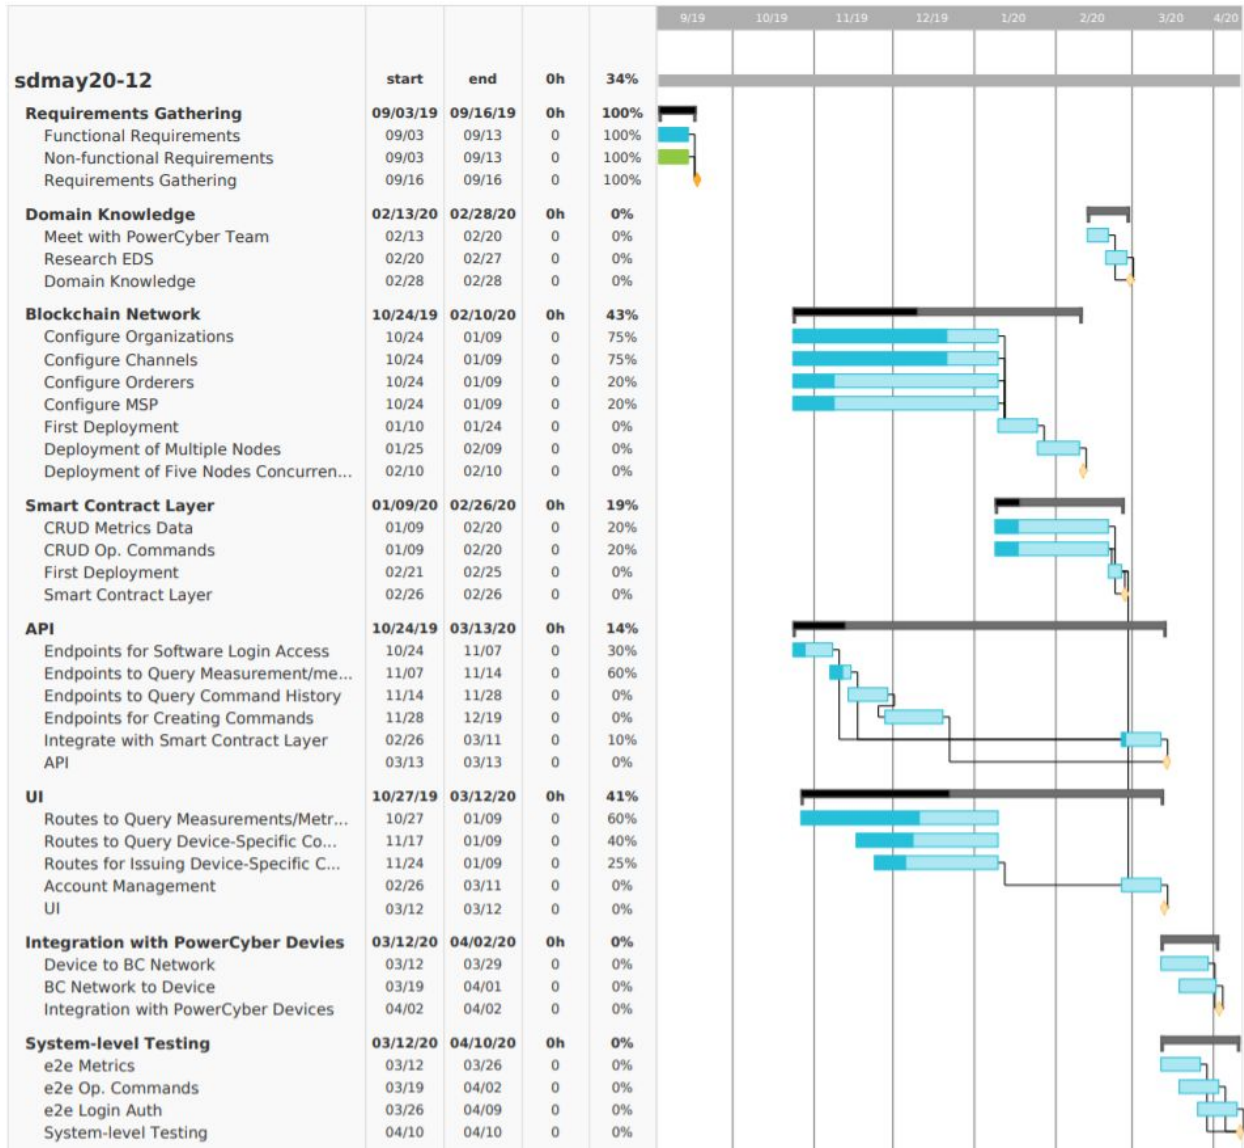 9/19 10/19 11/19 12/19 1/20 2/20 3/20 4/20
sdmay20-12 start end 0h 34%
Requirements Gathering 09/03/19 09/16/19 0h 100%
Functional Requirements 09/03 09/13 0 100%
Non-functional Requirements 09/03 09/13 0 100%
Requirements Gathering 09/16 09/16 0 100%
Domain Knowledge 02/13/20 02/28/20 0h 0%
Meet with PowerCyber Team 02/13 02/20 0 0%
Research EDS 02/20 02/27 0 0%
Domain Knowledge 02/28 02/28 0 0%
Blockchain Network 10/24/19 02/10/20 0h 43%
Configure Organizations 10/24 01/09 0 75%
Configure Channels 10/24 01/09 0 75%
Configure Orderers 10/24 01/09 0 20%
Configure MSP 10/24 01/09 0 20%
First Deployment 01/10 01/24 0 0%
Deployment of Multiple Nodes 01/25 02/09 0 0%
Deployment of Five Nodes Concurren... 02/10 02/10 0 0%
Smart Contract Layer 01/09/20 02/26/20 0h 19%
CRUD Metrics Data 01/09 02/20 0 20%
CRUD Op. Commands 01/09 02/20 0 20%
First Deployment 02/21 02/25 0 0%
Smart Contract Layer 02/26 02/26 0 0%
API 10/24/19 03/13/20 0h 14%
Endpoints for Software Login Access 10/24 11/07 0 30%
Endpoints to Query Measurement/me... 11/07 11/14 0 60%
Endpoints to Query Command History 11/14 11/28 0 0%
Endpoints for Creating Commands 11/28 12/19 0 0%
Integrate with Smart Contract Layer 02/26 03/11 0 10%
API 03/13 03/13 0 0%
UI 10/27/19 03/12/20 0h 41%
Routes to Query Measurements/Metr... 10/27 01/09 0 60%
Routes to Query Device-Specific Co... 11/17 01/09 0 40%
Routes for Issuing Device-Specific C... 11/24 01/09 0 25%
Account Management 02/26 03/11 0 0%
UI 03/12 03/12 0 0%
Integration with PowerCyber Devies 03/12/20 04/02/20 0h 0%
Device to BC Network 03/12 03/29 0 0%
BC Network to Device 03/19 04/01 0 0%
Integration with PowerCyber Devices 04/02 04/02 0 0%
System-level Testing 03/12/20 04/10/20 0h 0%
e2e Metrics 03/12 03/26 0 0%
e2e Op. Commands 03/19 04/02 0 0%
e2e Login Auth 03/26 04/09 0 0%
System-level Testing 04/10 04/10 0 0%